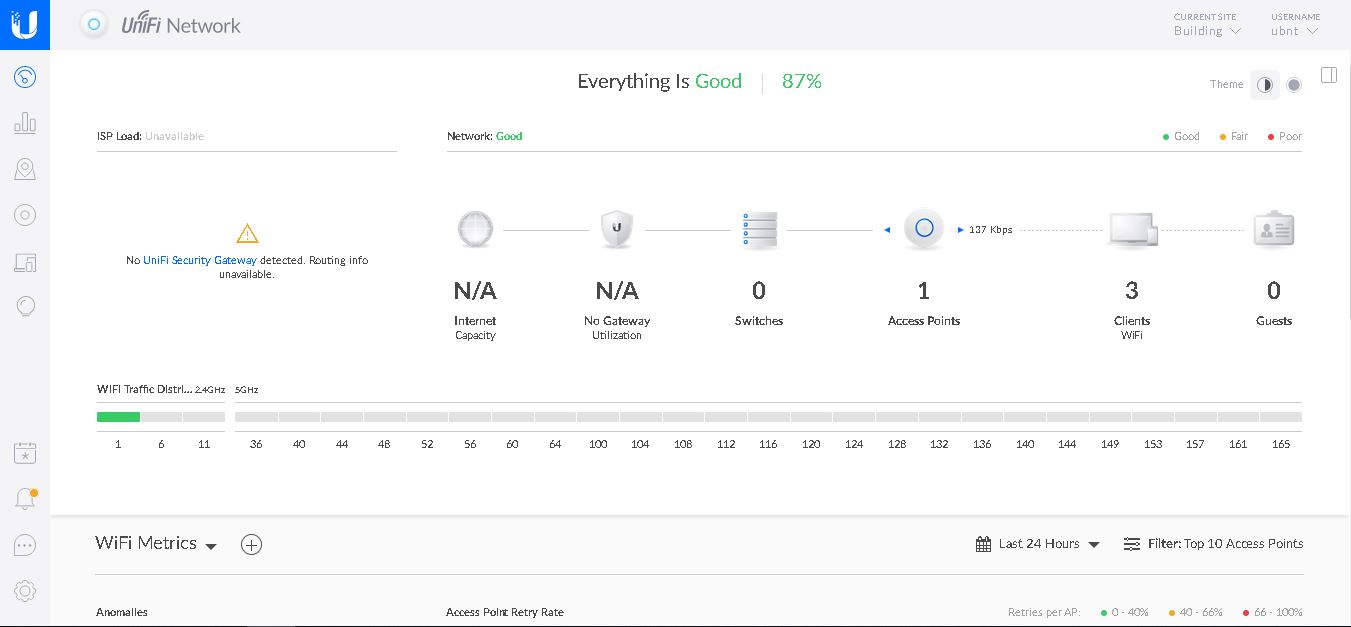 UniFi Network
CURRENT SITE
Building
USERNAME
ubnt
Everything Is Good | 87%
Theme
ISP Load: Unavailable
Network: Good
Good
Fair
Poor
No UniFi Security Gateway detected. Routing info
unavailable.
137 Kbps
N/A
Internet
Capacity
N/A
No Gateway
Utilization
0
Switches
1
Access Points
3
Clients
WiFi
0
Guests
WiFi Traffic Distri... 2.4GHz 5GHz
1 6 11 36 40 44 48 52 56 60 64 100 104 108 112 116 120 124 128 132 136 140 144 149 153 157 161 165
WiFi Metrics
Last 24 Hours
Filter: Top 10 Access Points
Anomalies
Access Point Retry Rate
Retries per AP: 0 - 40% 40 - 66% 66 - 100%